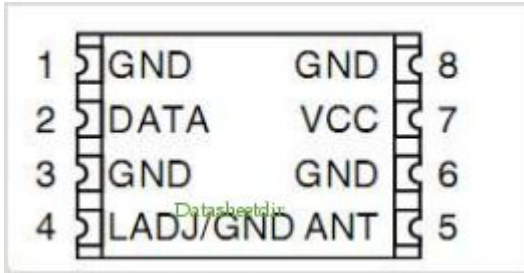 1 GND GND 8
2 DATA VCC 7
3 GND GND 6
Datasheetdir
4 LADJ/GND ANT 5